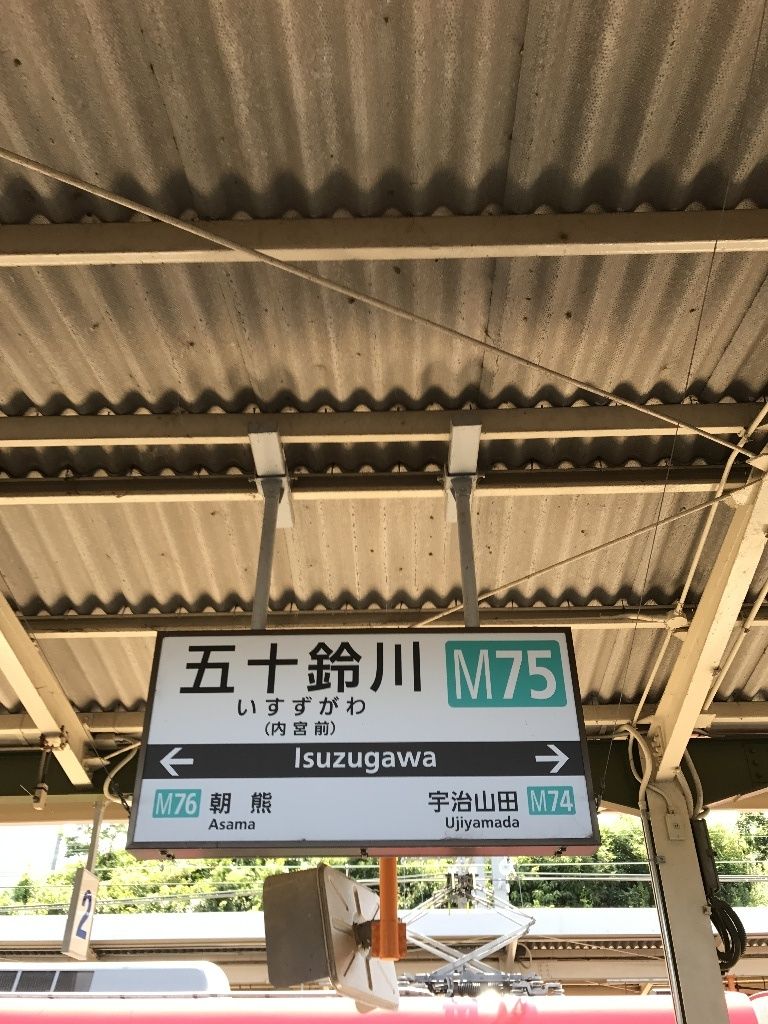 五十鈴川 M75
いすずがわ
(内宮前)
← Isuzugawa →
M76 朝熊 宇治山田 M74
Asama Ujiyamada
2